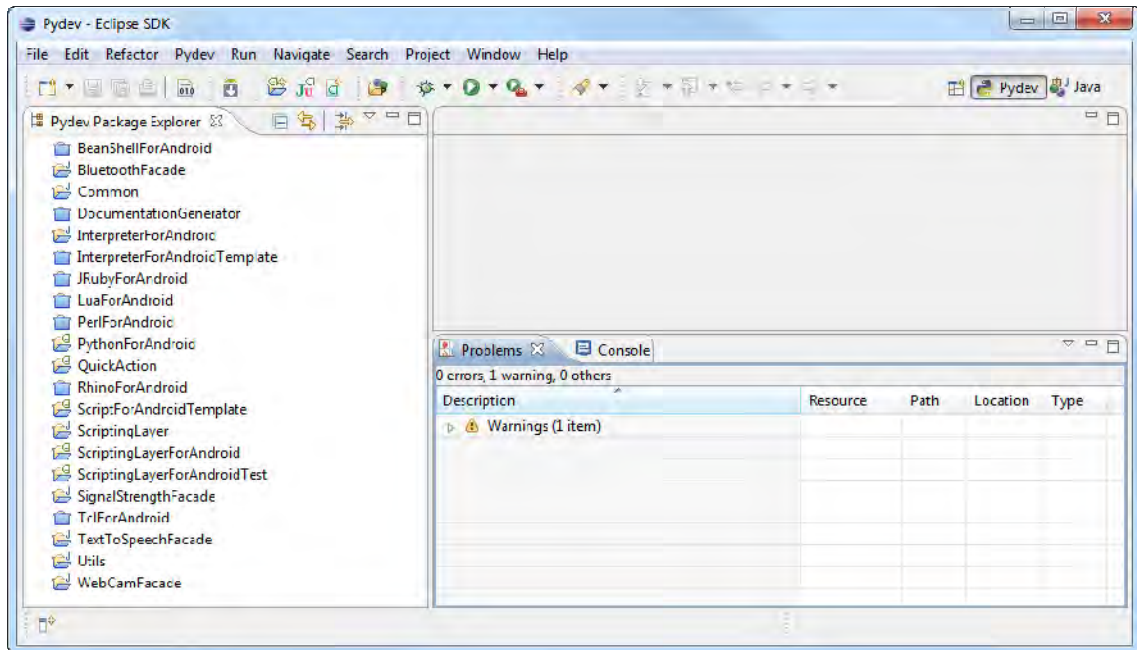 Pydev - Eclipse SDK
File Edit Refactor Pydev Run Navigate Search Project Window Help
Pydev Java
Pydev Package Explorer
BeanShellForAndroid
BluetoothFacade
Common
DocumentationGenerator
InterpreterForAndroid
InterpreterForAndroidTemplate
JRubyForAndroid
LuaForAndroid
PerlForAndroid
PythonForAndroid
QuickAction
RhinoForAndroid
ScriptForAndroidTemplate
ScriptingLayer
ScriptingLayerForAndroid
ScriptingLayerForAndroidTest
SignalStrengthFacade
TclForAndroid
TextToSpeechFacade
Utils
WebCamFacade
Problems Console
0 errors, 1 warning, 0 others
Description Resource Path Location Type
Warnings (1 item)